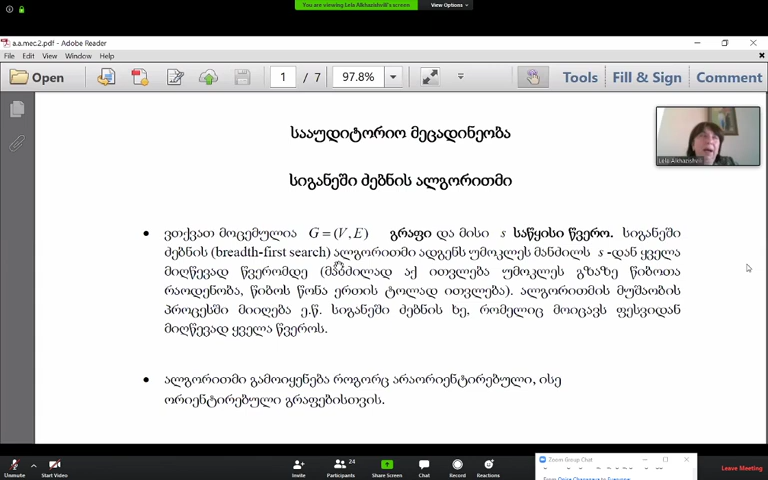 You are viewing Lela Alkhazishvili's screen
View Options
a.a.mec.2.pdf - Adobe Reader
File Edit View Window Help
Open 1 / 7 97.8% Tools Fill & Sign Comment
სააუდიტორიო მეცადინეობა
Lela Alkhazishvili
სიგანეში ძებნის ალგორითმი
• ვთქვათ მოცემულია G = (V, E) გრაფი და მისი s საწყისი წვერო. სიგანეში
ძებნის (breadth-first search) ალგორითმი ადგენს უმოკლეს მანძილს s -დან ყველა
მიღწევად წვერომდე (მანძილად აქ ითვლება უმოკლეს გზაზე წიბოთა
რაოდენობა, წიბოს წონა ერთის ტოლად ითვლება). ალგორითმის მუშაობის
პროცესში მიიღება ე.წ. სიგანეში ძებნის ხე, რომელიც მოიცავს ფესვიდან
მიღწევად ყველა წვეროს.
• ალგორითმი გამოიყენება როგორც არაორიენტირებული, ისე
ორიენტირებული გრაფებისთვის.
Zoom Group Chat
Unmute Start Video Invite Participants 24 Share Screen Chat Record Reactions Leave Meeting